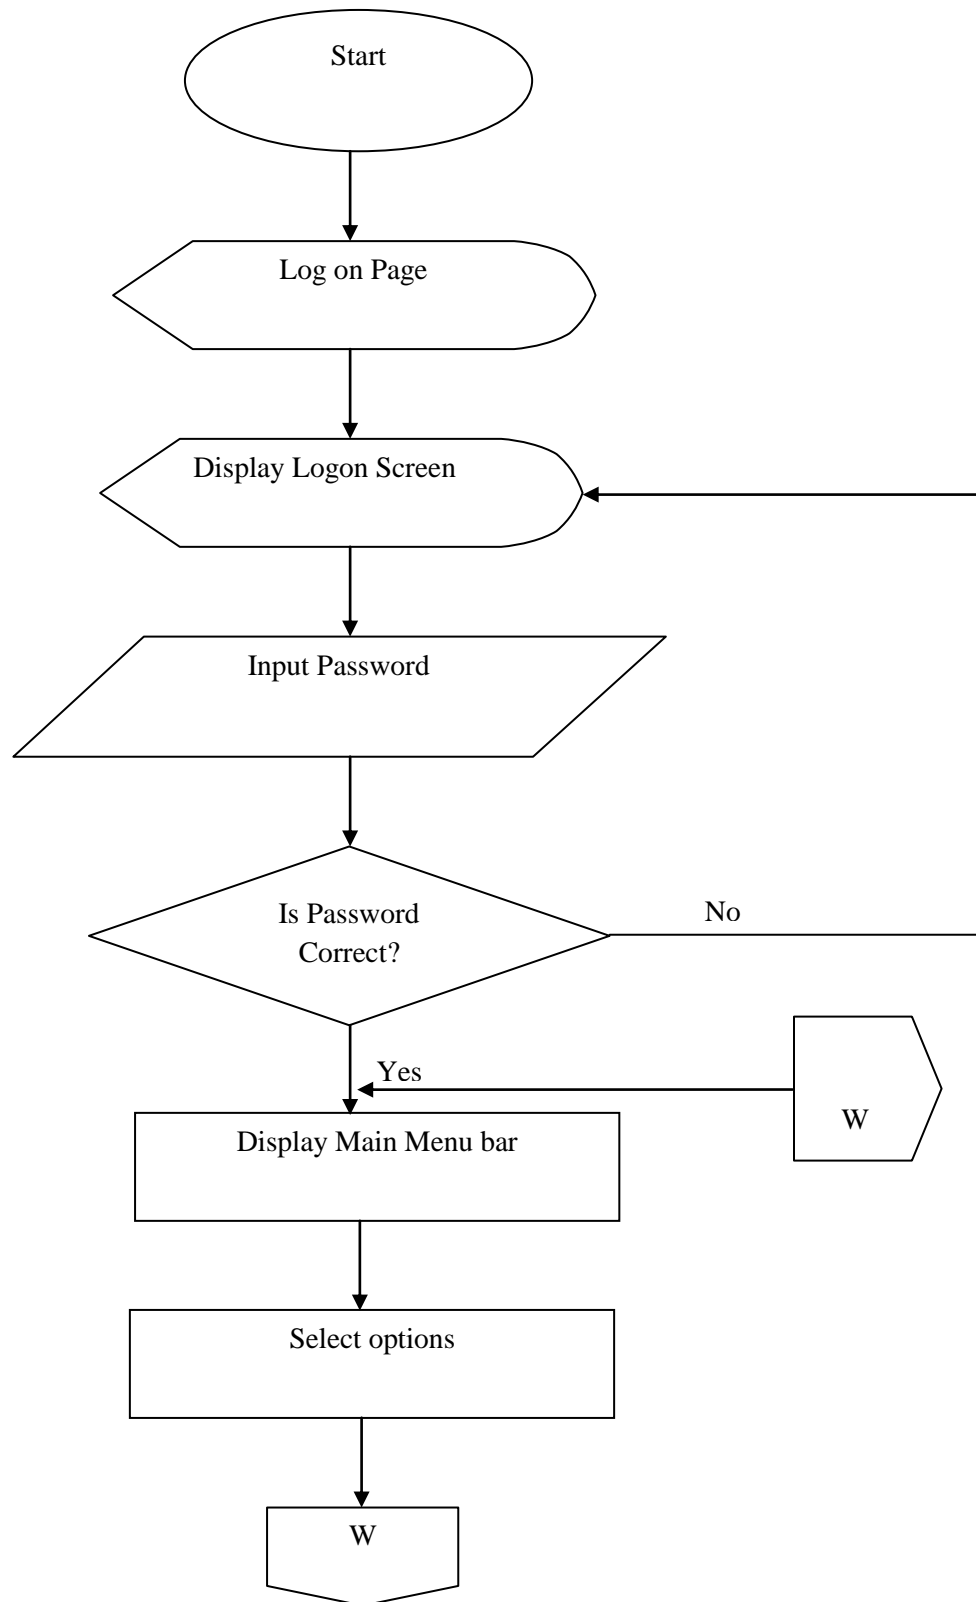 Start
Log on Page
Display Logon Screen
Input Password
Is Password
Correct?
No
Yes
W
Display Main Menu bar
Select options
W